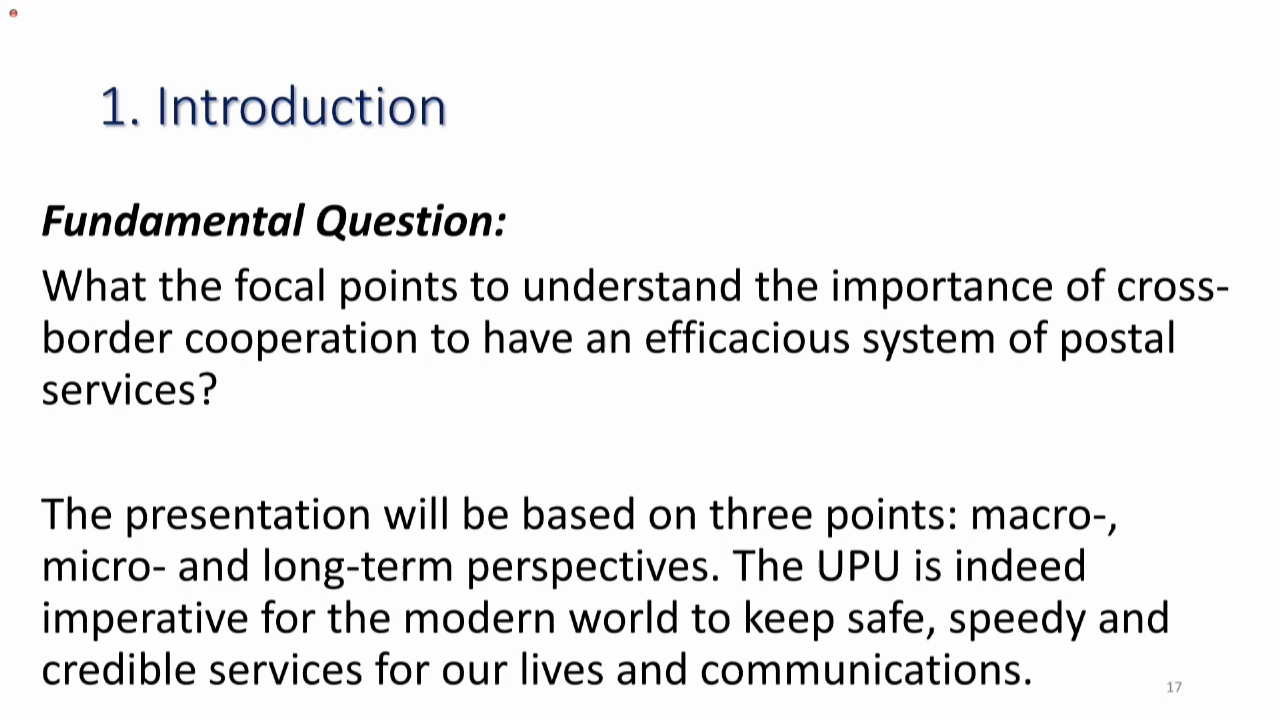 1. Introduction
Fundamental Question:
What the focal points to understand the importance of cross-
border cooperation to have an efficacious system of postal
services?
The presentation will be based on three points: macro-,
micro- and long-term perspectives. The UPU is indeed
imperative for the modern world to keep safe, speedy and
credible services for our lives and communications.
17